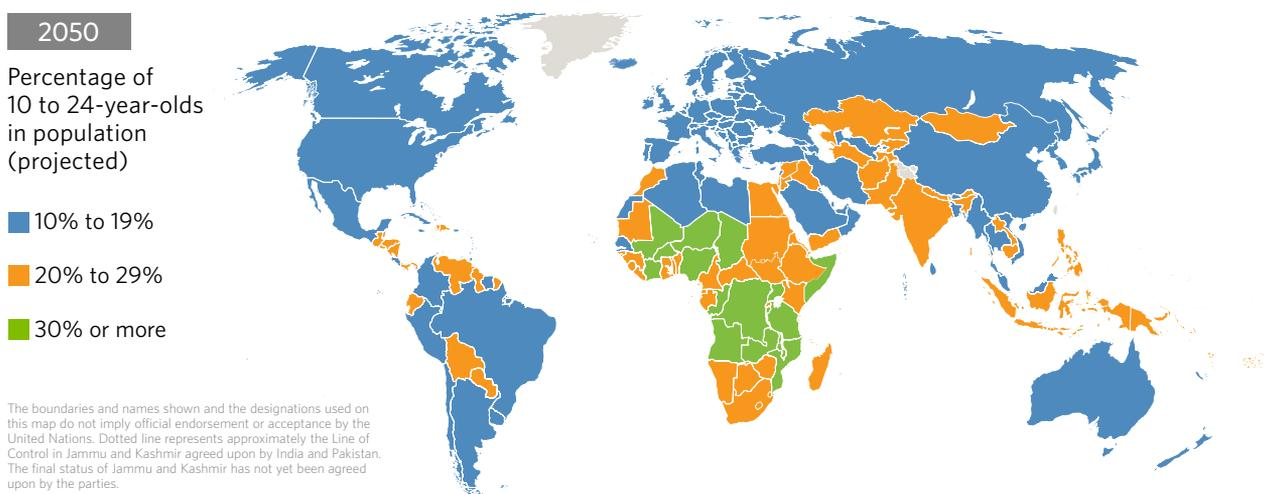 2050
Percentage of
10 to 24-year-olds
in population
(projected)
10% to 19%
20% to 29%
30% or more
The boundaries and names shown and the designations used on
this map do not imply official endorsement or acceptance by the
United Nations. Dotted line represents approximately the Line of
Control in Jammu and Kashmir agreed upon by India and Pakistan.
The final status of Jammu and Kashmir has not yet been agreed
upon by the parties.